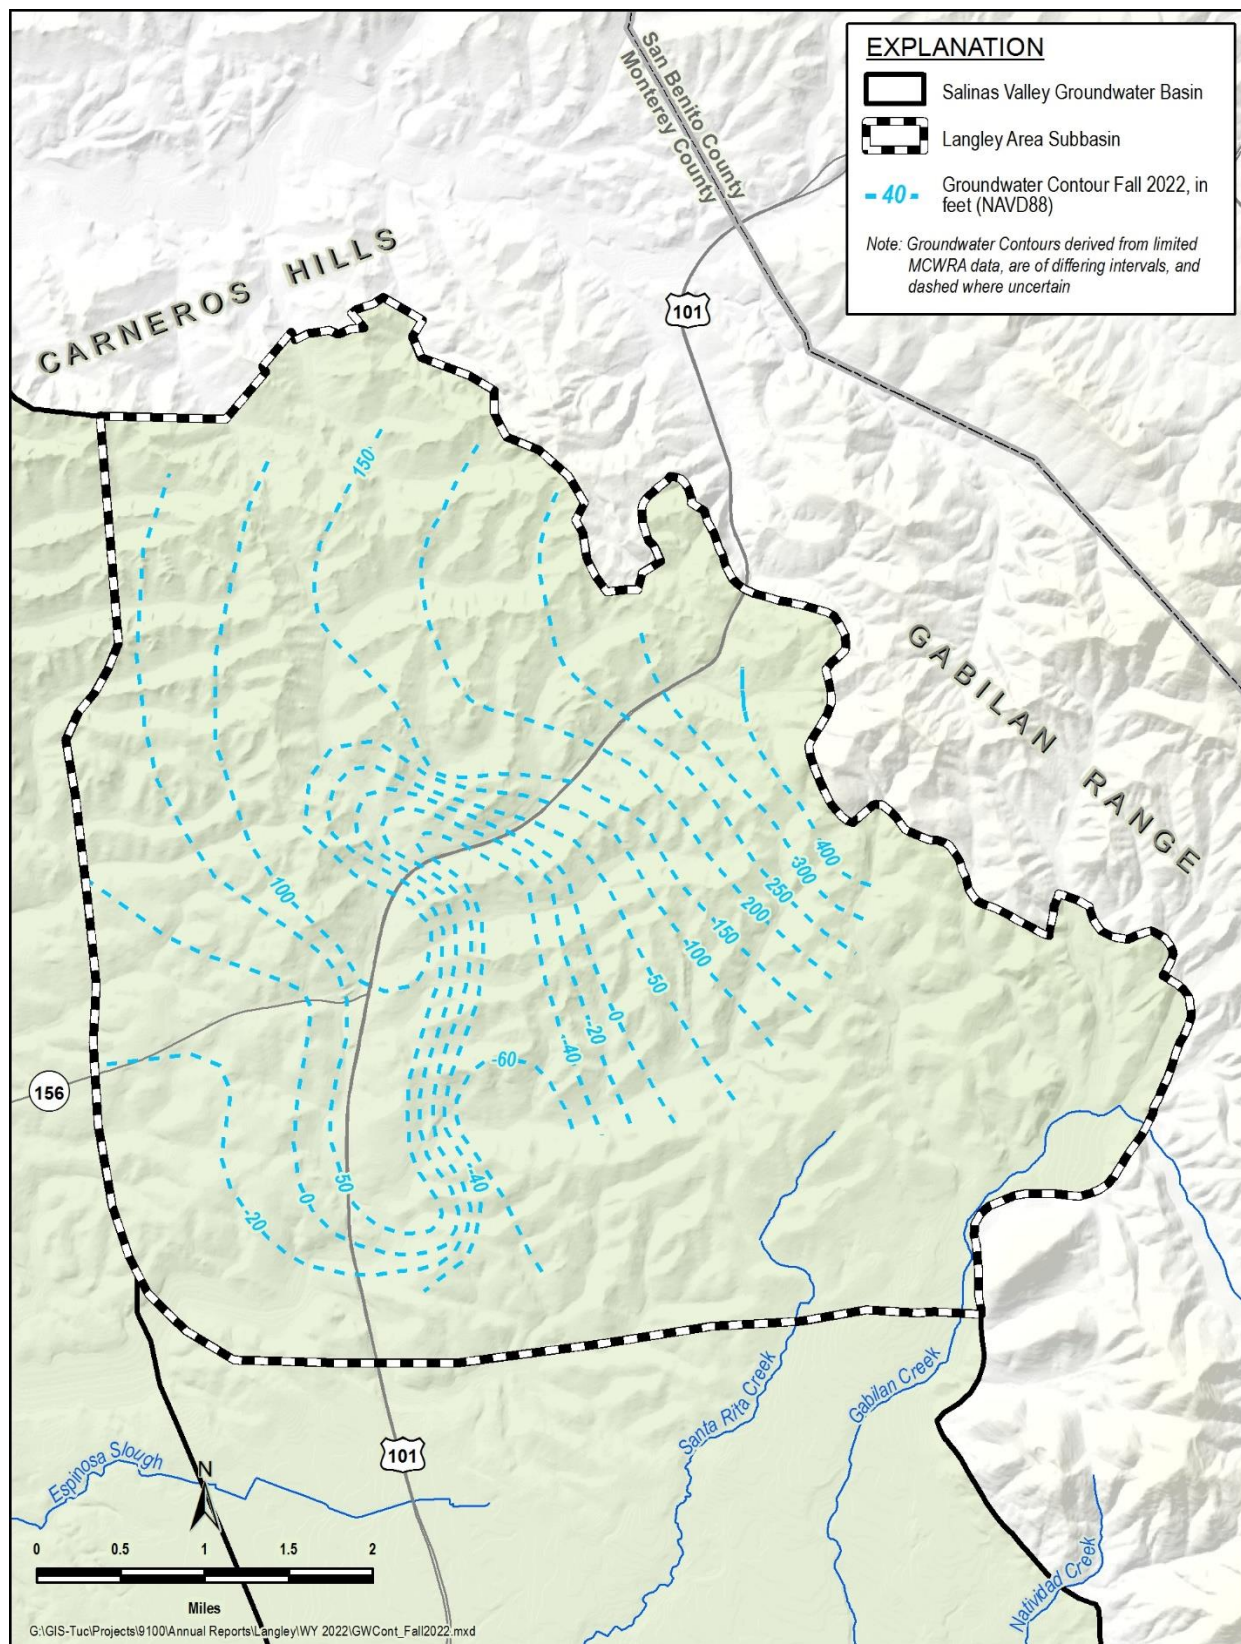 San Benito County
Monterey County
EXPLANATION
Salinas Valley Groundwater Basin
Langley Area Subbasin
-40-
Groundwater Contour Fall 2022, in
feet (NAVD88)
Note: Groundwater Contours derived from limited
MCWRA data, are of differing intervals, and
dashed where uncertain
CARNEROS HILLS
101
GABILAN RANGE
150
400
300
250
200
150
100
50
0
-20
-40
-60
100
156
50
0
-20
-40
Santa Rita Creek
Gabilan Creek
Natividad Creek
101
Espinosa Slough
N
0 0.5 1 1.5 2
Miles
G:\GIS-Tuc\Projects\9100\Annual Reports\Langley\WY 2022\GWCont_Fall2022.mxd